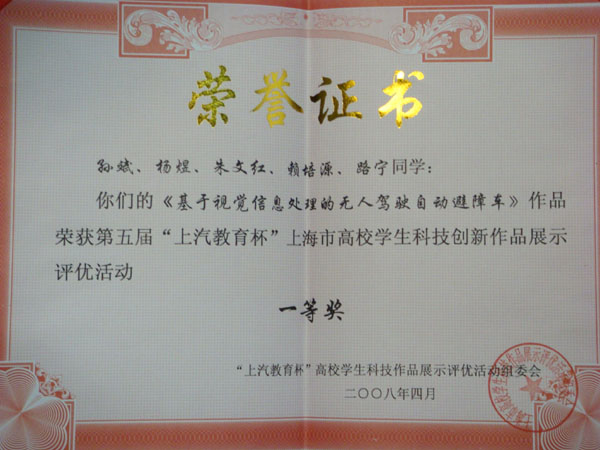 荣誉证书
孙斌、杨煜、朱文红、赖培源、路宁同学：
你们的《基于视觉信息处理的无人驾驶自动避障车》作品
荣获第五届“上汽教育杯”上海市高校学生科技创新作品展示
评优活动
一等奖
“上汽教育杯”高校学生科技作品展示评优活动组委会
二〇〇八年四月